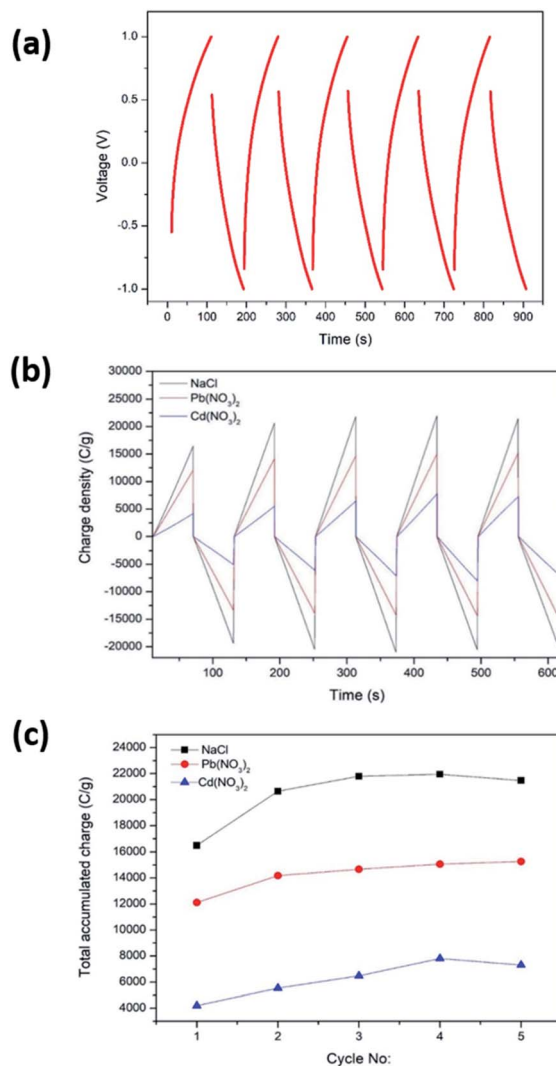 (a)
1.0
0.5
0.0
-0.5
-1.0
Voltage (V)
0 100 200 300 400 500 600 700 800 900
Time (s)
(b)
30000
25000
20000
15000
10000
5000
0
-5000
-10000
-15000
-20000
Charge density (C/g)
NaCl
Pb(NO₃)₂
Cd(NO₃)₂
100 200 300 400 500 600
Time (s)
(c)
24000
22000
20000
18000
16000
14000
12000
10000
8000
6000
4000
Total accumulated charge (C/g)
NaCl
Pb(NO₃)₂
Cd(NO₃)₂
1 2 3 4 5
Cycle No: